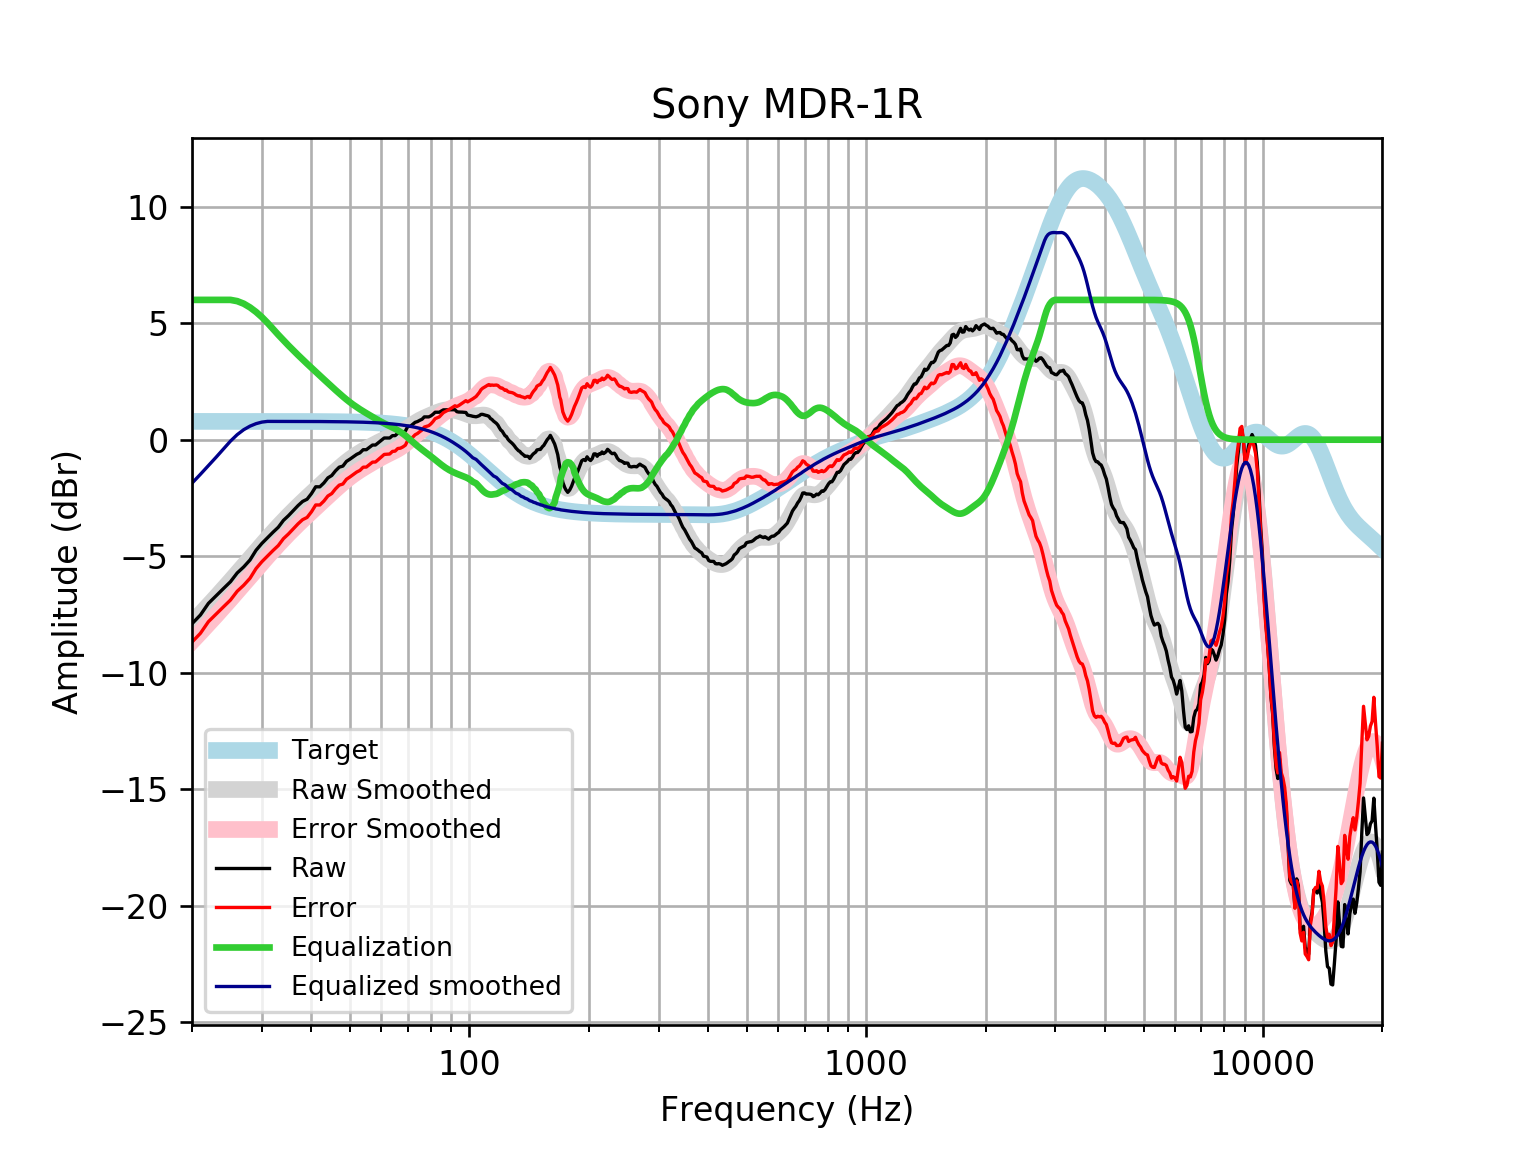 Sony MDR-1R
10
5
0
−5
−10
−15
−20
−25
Amplitude (dBr)
Target
Raw Smoothed
Error Smoothed
Raw
Error
Equalization
Equalized smoothed
100 1000 10000
Frequency (Hz)